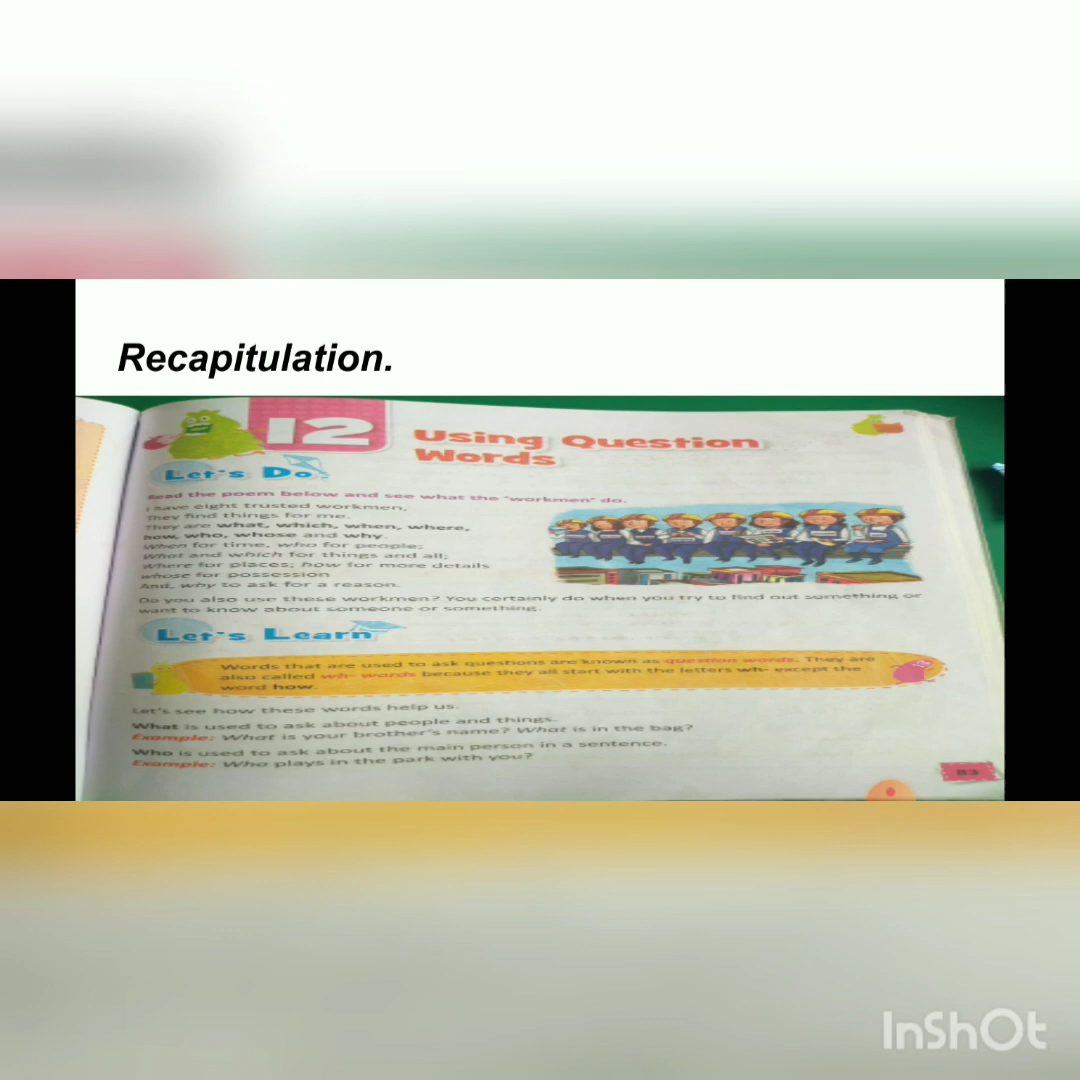 Recapitulation.
12
Using Question
Words
Let's Do
Read the poem below and see what the 'workmen' do.
I have eight trusted workmen,
They find things for me.
They are what, which, when, where,
how, who, whose and why.
When for time, who for people;
What and which for things and all;
Where for places; how for more details
whose for possession
And, why to ask for a reason.
Do you also use these workmen? You certainly do when you try to find out something or
want to know about someone or something.
Let's Learn
Words that are used to ask questions are known as question words. They are
also called wh- words because they all start with the letters wh- except the
word how.
Let's see how these words help us.
What is used to ask about people and things.
Example: What is your brother's name? What is in the bag?
Who is used to ask about the main person in a sentence.
Example: Who plays in the park with you?
83
InShOt